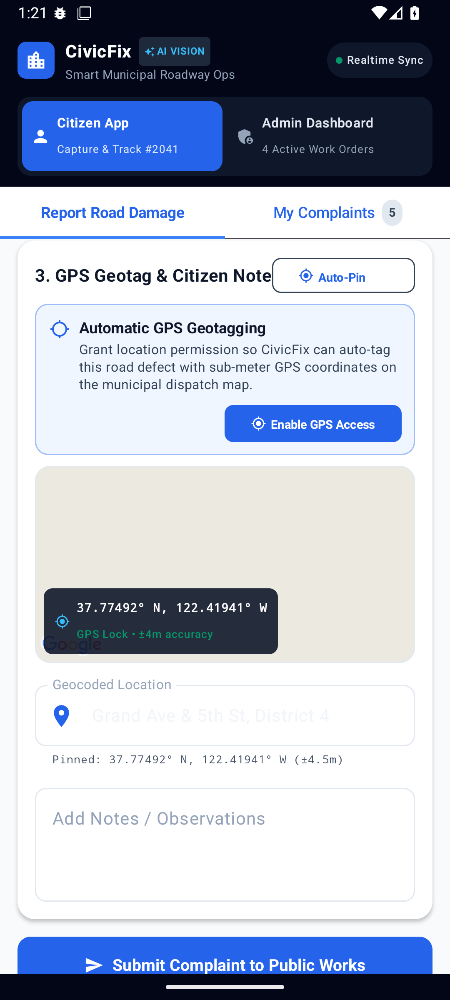 1:21
CivicFix
AI VISION
Smart Municipal Roadway Ops
Realtime Sync
Citizen App
Capture & Track #2041
Admin Dashboard
4 Active Work Orders
Report Road Damage
My Complaints 5
3. GPS Geotag & Citizen Note
Auto-Pin
Automatic GPS Geotagging
Grant location permission so CivicFix can auto-tag
this road defect with sub-meter GPS coordinates on
the municipal dispatch map.
Enable GPS Access
37.77492° N, 122.41941° W
GPS Lock • ±4m accuracy
Google
Geocoded Location
Grand Ave & 5th St, District 4
Pinned: 37.77492° N, 122.41941° W (±4.5m)
Add Notes / Observations
Submit Complaint to Public Works